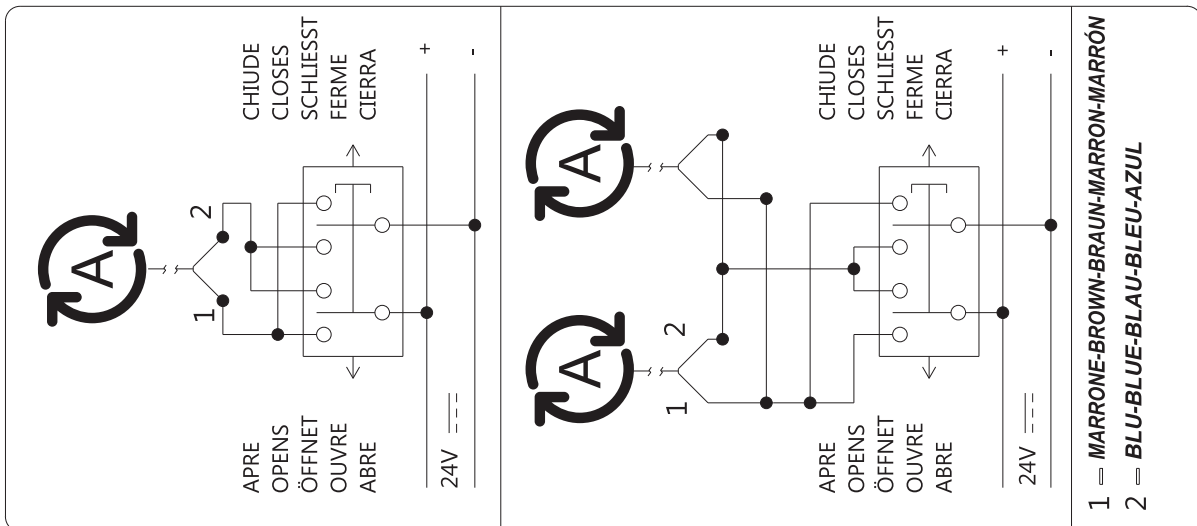 A
1 2
APRE
OPENS
ÖFFNET
OUVRE
ABRE
CHIUDE
CLOSES
SCHLIESST
FERME
CIERRA
24V
+
-
A
A
1 2
APRE
OPENS
ÖFFNET
OUVRE
ABRE
CHIUDE
CLOSES
SCHLIESST
FERME
CIERRA
24V
+
-
1 – MARRONE-BROWN-BRAUN-MARRON-MARRÓN
2 – BLU-BLUE-BLAU-BLEU-AZUL